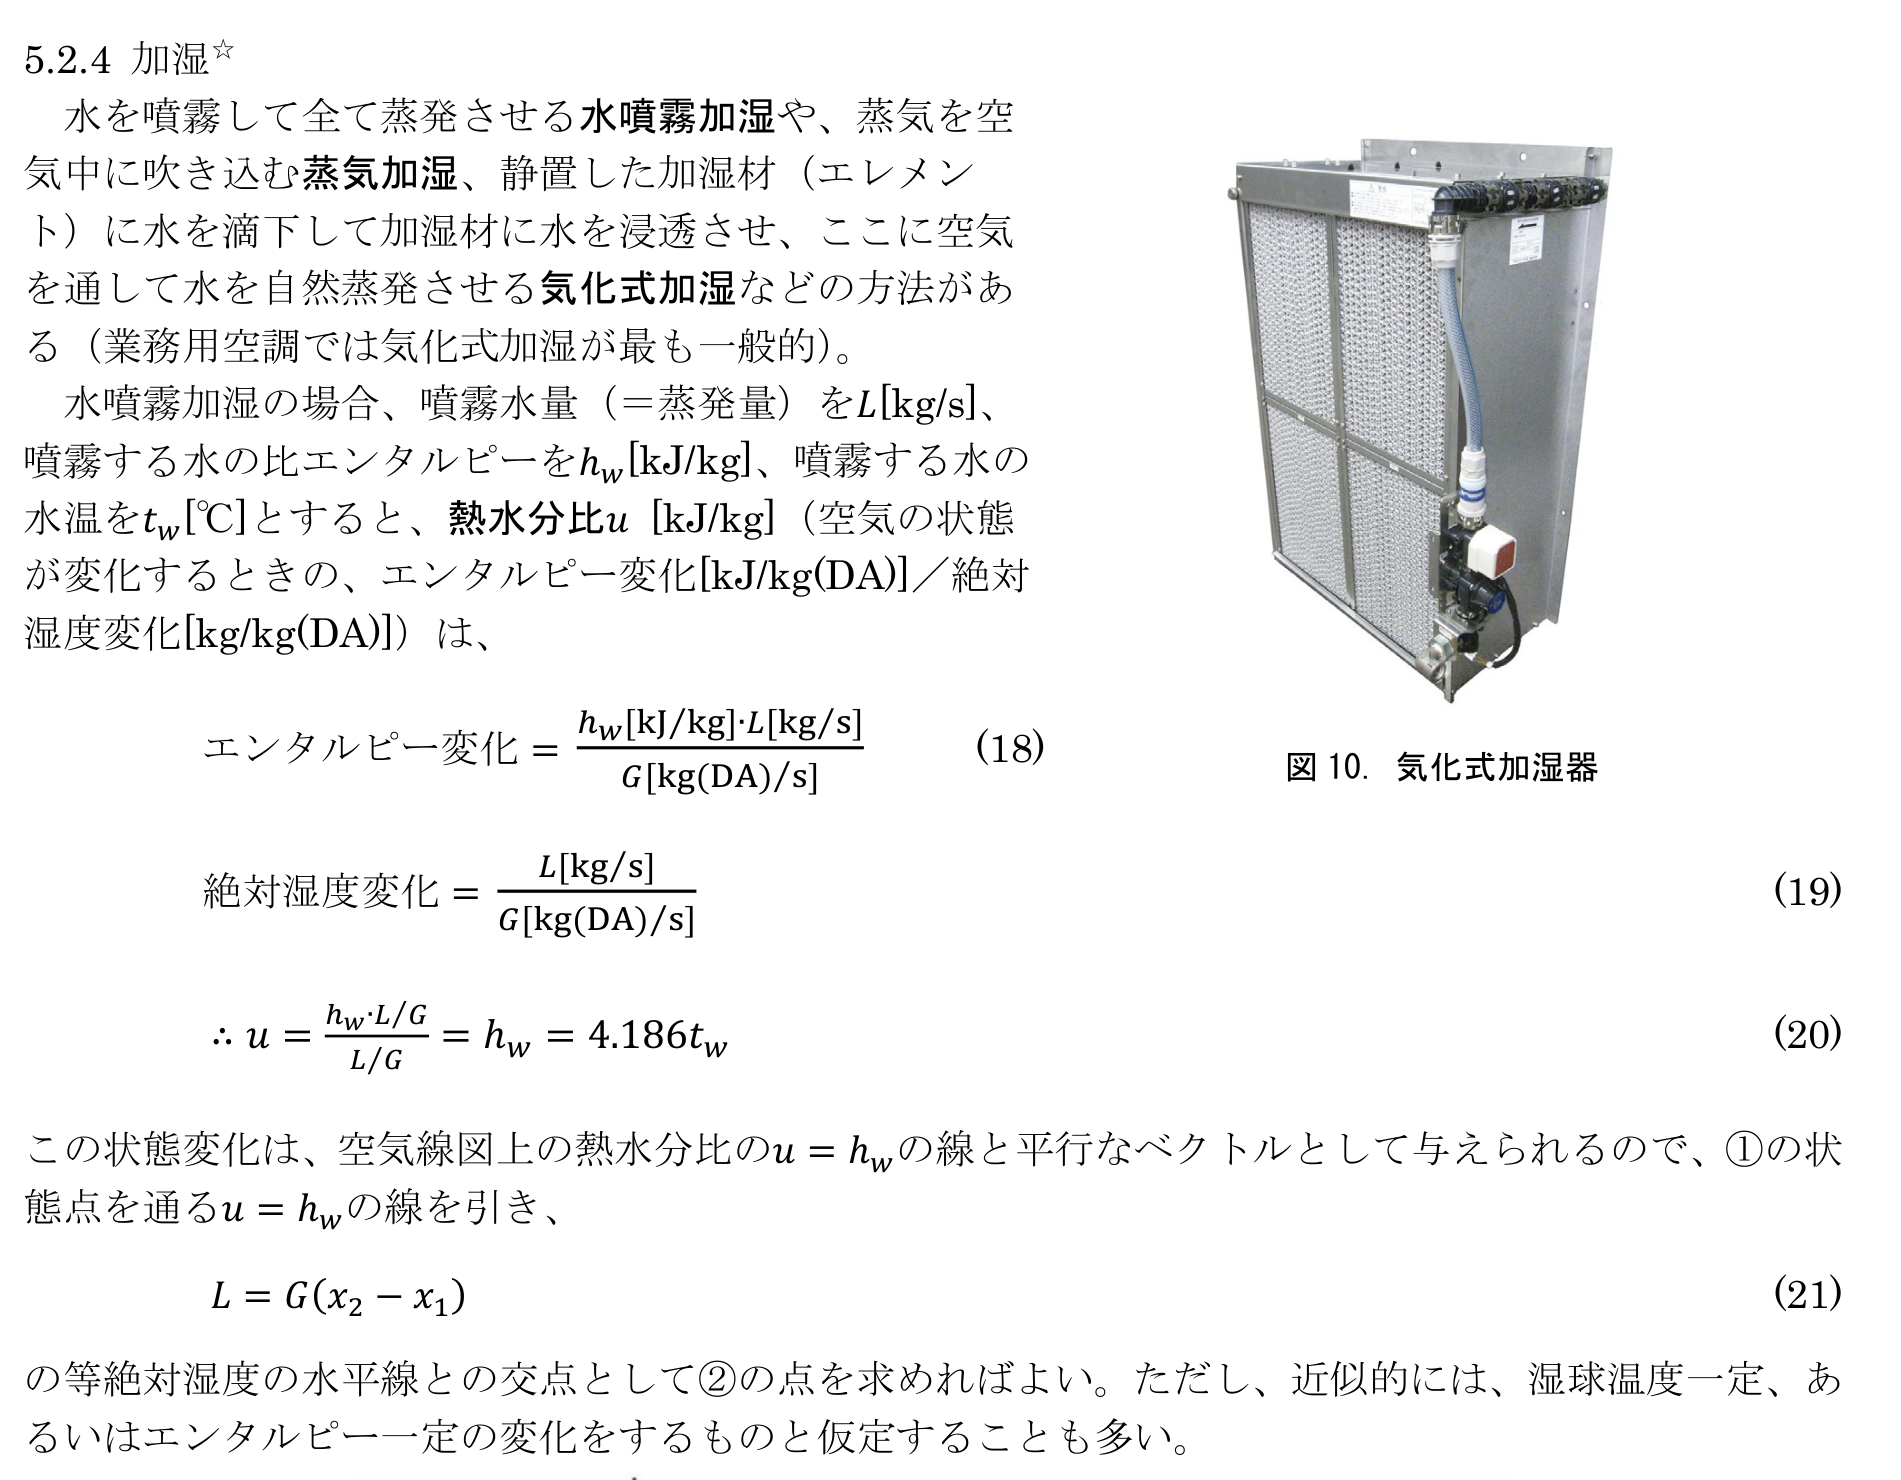 5.2.4 加湿☆
水を噴霧して全て蒸発させる水噴霧加湿や、蒸気を空
気中に吹き込む蒸気加湿、静置した加湿材（エレメン
ト）に水を滴下して加湿材に水を浸透させ、ここに空気
を通して水を自然蒸発させる気化式加湿などの方法があ
る（業務用空調では気化式加湿が最も一般的）。
水噴霧加湿の場合、噴霧水量（＝蒸発量）をL[kg/s]、
噴霧する水の比エンタルピーをh_w[kJ/kg]、噴霧する水の
水温をt_w[℃]とすると、熱水分比u [kJ/kg]（空気の状態
が変化するときの、エンタルピー変化[kJ/kg(DA)]／絶対
湿度変化[kg/kg(DA)]）は、
エンタルピー変化 = h_w[kJ/kg]·L[kg/s] / G[kg(DA)/s] (18)
図 10. 気化式加湿器
絶対湿度変化 = L[kg/s] / G[kg(DA)/s] (19)
∴ u = (h_w·L/G) / (L/G) = h_w = 4.186t_w (20)
この状態変化は、空気線図上の熱水分比のu = h_wの線と平行なベクトルとして与えられるので、①の状
態点を通るu = h_wの線を引き、
L = G(x_2 − x_1) (21)
の等絶対湿度の水平線との交点として②の点を求めればよい。ただし、近似的には、湿球温度一定、あ
るいはエンタルピー一定の変化をするものと仮定することも多い。